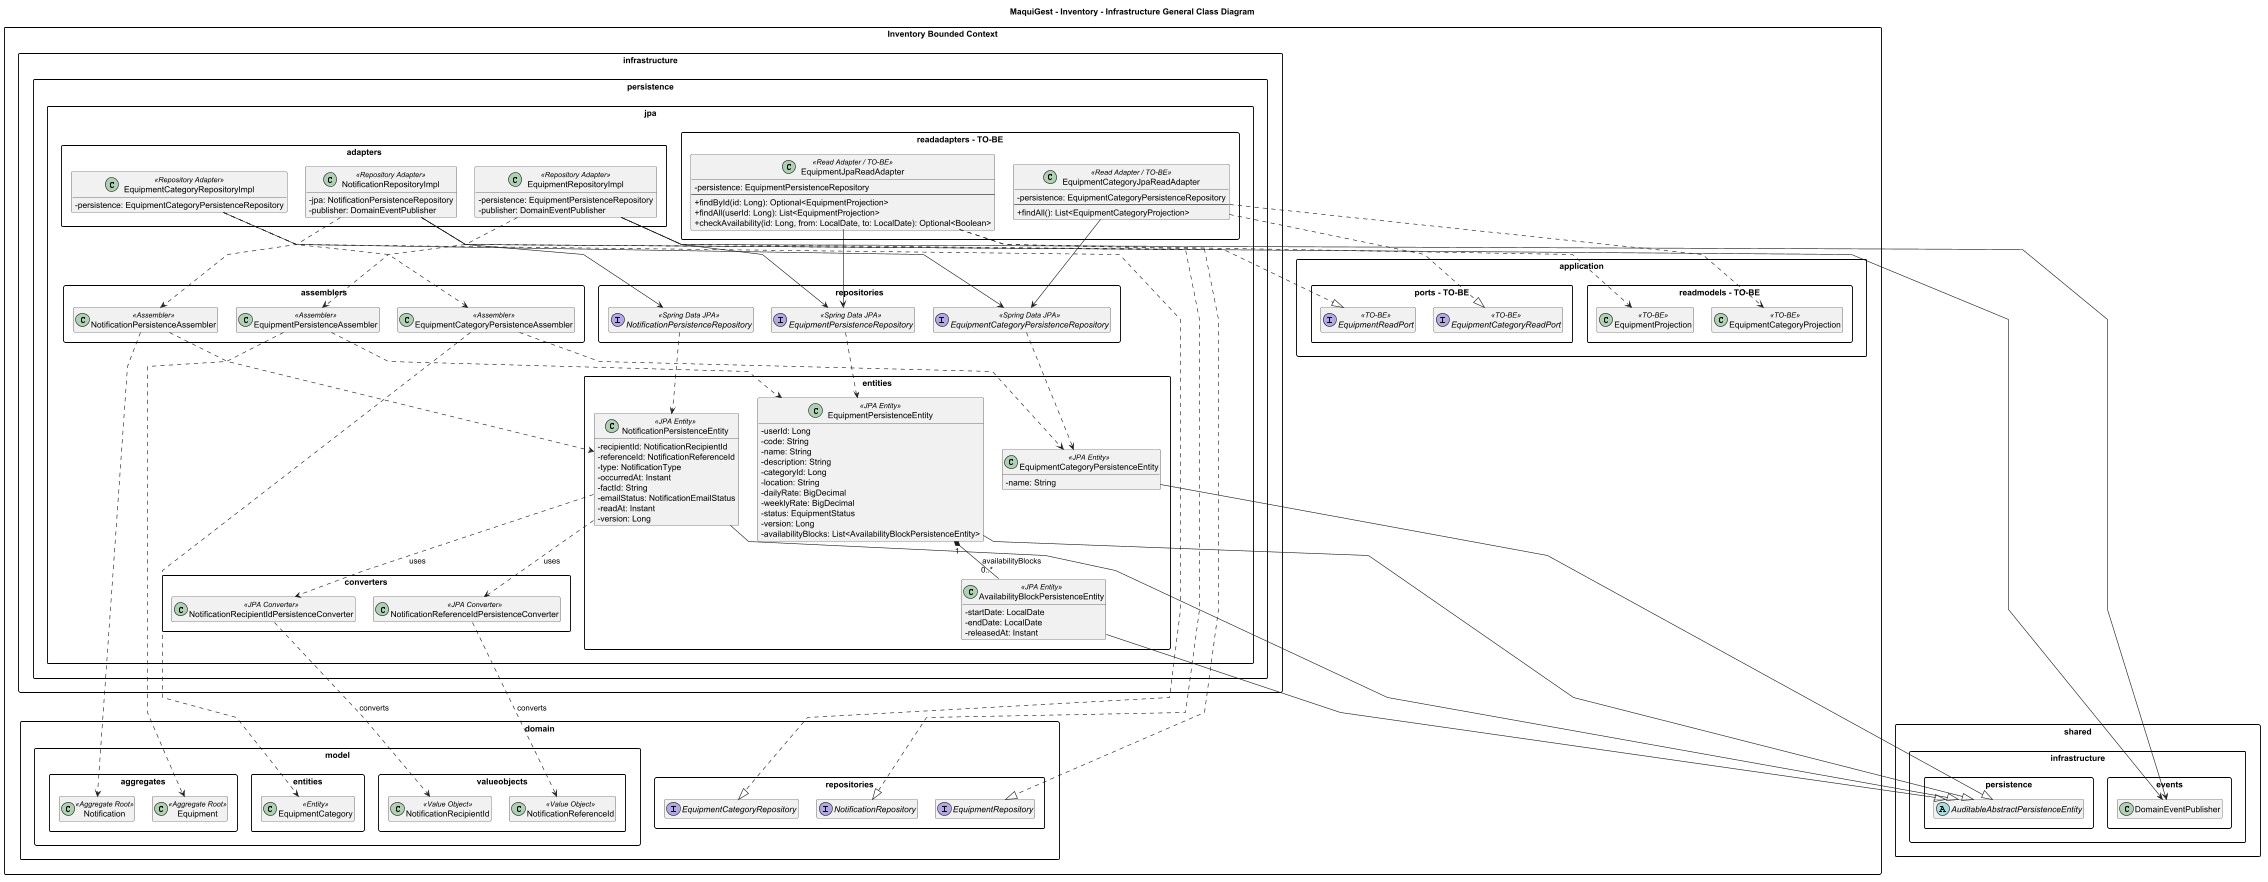 MaquiGest - Inventory - Infrastructure General Class Diagram
Inventory Bounded Context
infrastructure
persistence
jpa
adapters
«Repository Adapter»
EquipmentCategoryRepositoryImpl
-persistence: EquipmentCategoryPersistenceRepository
«Repository Adapter»
NotificationRepositoryImpl
-jpa: NotificationPersistenceRepository
-publisher: DomainEventPublisher
«Repository Adapter»
EquipmentRepositoryImpl
-persistence: EquipmentPersistenceRepository
-publisher: DomainEventPublisher
readadapters - TO-BE
«Read Adapter / TO-BE»
EquipmentJpaReadAdapter
-persistence: EquipmentPersistenceRepository
+findById(id: Long): Optional<EquipmentProjection>
+findAll(userId: Long): List<EquipmentProjection>
+checkAvailability(id: Long, from: LocalDate, to: LocalDate): Optional<Boolean>
«Read Adapter / TO-BE»
EquipmentCategoryJpaReadAdapter
-persistence: EquipmentCategoryPersistenceRepository
+findAll(): List<EquipmentCategoryProjection>
assemblers
«Assembler»
NotificationPersistenceAssembler
«Assembler»
EquipmentPersistenceAssembler
«Assembler»
EquipmentCategoryPersistenceAssembler
repositories
«Spring Data JPA»
NotificationPersistenceRepository
«Spring Data JPA»
EquipmentPersistenceRepository
«Spring Data JPA»
EquipmentCategoryPersistenceRepository
application
ports - TO-BE
«TO-BE»
EquipmentReadPort
«TO-BE»
EquipmentCategoryReadPort
readmodels - TO-BE
«TO-BE»
EquipmentProjection
«TO-BE»
EquipmentCategoryProjection
entities
«JPA Entity»
NotificationPersistenceEntity
-recipientId: NotificationRecipientId
-referenceId: NotificationReferenceId
-type: NotificationType
-occurredAt: Instant
-factId: String
-emailStatus: NotificationEmailStatus
-readAt: Instant
-version: Long
«JPA Entity»
EquipmentPersistenceEntity
-userId: Long
-code: String
-name: String
-description: String
-categoryId: Long
-location: String
-dailyRate: BigDecimal
-weeklyRate: BigDecimal
-status: EquipmentStatus
-version: Long
-availabilityBlocks: List<AvailabilityBlockPersistenceEntity>
«JPA Entity»
EquipmentCategoryPersistenceEntity
-name: String
1
availabilityBlocks
0..*
uses
uses
«JPA Entity»
AvailabilityBlockPersistenceEntity
-startDate: LocalDate
-endDate: LocalDate
-releasedAt: Instant
converters
«JPA Converter»
NotificationRecipientIdPersistenceConverter
«JPA Converter»
NotificationReferenceIdPersistenceConverter
converts
converts
domain
model
aggregates
«Aggregate Root»
Notification
«Aggregate Root»
Equipment
entities
«Entity»
EquipmentCategory
valueobjects
«Value Object»
NotificationRecipientId
«Value Object»
NotificationReferenceId
repositories
EquipmentCategoryRepository
NotificationRepository
EquipmentRepository
shared
infrastructure
persistence
AuditableAbstractPersistenceEntity
events
DomainEventPublisher